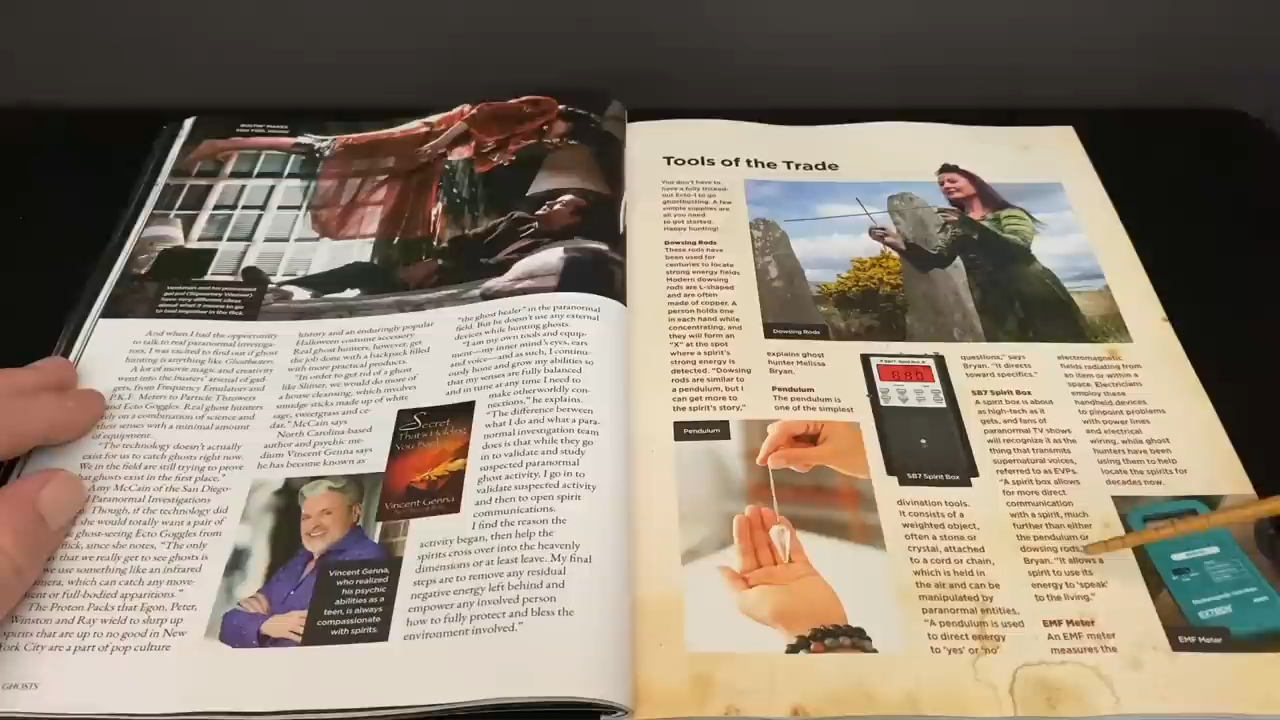 Venkman and his possessed
gal pal (Sigourney Weaver)
have very different ideas
about what it means to go
to bed together in the flick.
And when I had the opportunity
to talk to real paranormal investiga-
tors, I was excited to find out if ghost
hunting is anything like Ghostbusters.
A lot of movie magic and creativity
went into the busters' arsenal of gad-
gets, from Frequency Emulators and
P.K.E. Meters to Particle Throwers
and Ecto Goggles. Real ghost hunters
rely on a combination of science and
their senses with a minimal amount
of equipment.
"The technology doesn't actually
exist for us to catch ghosts right now.
We in the field are still trying to prove
that ghosts exist in the first place,"
Amy McCain of the San Diego
Paranormal Investigations
Though, if the technology did
she would totally want a pair of
ghost-seeing Ecto Goggles from
flick, since she notes, "The only
way that we really get to see ghosts is
we use something like an infrared
camera, which can catch any move-
ment or full-bodied apparitions."
The Proton Packs that Egon, Peter,
Winston and Ray wield to slurp up
spirits that are up to no good in New
York City are a part of pop culture
history and an enduringly popular
Halloween costume accessory.
Real ghost hunters, however, get
the job done with a backpack filled
with more practical products.
"In order to get rid of a ghost
like Slimer, we would do more of
a house cleansing, which involves
smudge sticks made up of white
sage, sweetgrass and ce-
dar," McCain says.
North Carolina-based
author and psychic me-
dium Vincent Genna says
he has become known as
Secret
That's Holding
You Back
Vincent Genna
Vincent Genna,
who realized
his psychic
abilities as a
teen, is always
compassionate
with spirits.
"the ghost healer" in the paranormal
field. But he doesn't use any external
devices while hunting ghosts.
"I am my own tools and equip-
ment—my inner mind's eyes, ears
and voice—and as such, I continu-
ously hone and grow my abilities so
that my senses are fully balanced
and in tune at any time I need to
make otherworldly con-
nections," he explains.
"The difference between
what I do and what a para-
normal investigation team
does is that while they go
in to validate and study
suspected paranormal
ghost activity, I go in to
validate suspected activity
and then to open spirit
communications.
I find the reason the
activity began, then help the
spirits cross over into the heavenly
dimensions or at least leave. My final
steps are to remove any residual
negative energy left behind and
empower any involved person
how to fully protect and bless the
environment involved."
GHOSTS
Tools of the Trade
You don't have to
have a fully tricked-
out Ecto-1 to go
ghostbusting. A few
simple supplies are
all you need
to get started.
Happy hunting!
Dowsing Rods
These rods have
been used for
centuries to locate
strong energy fields
Modern dowsing
rods are L-shaped
and are often
made of copper. A
person holds one
in each hand while
concentrating, and
they will form an
"X" at the spot
where a spirit's
strong energy is
detected. "Dowsing
rods are similar to
a pendulum, but I
can get more to
the spirit's story,"
Dowsing Rods
explains ghost
hunter Melissa
Bryan.
Pendulum
The pendulum is
one of the simplest
Pendulum
divination tools.
It consists of a
weighted object,
often a stone or
crystal, attached
to a cord or chain,
which is held in
the air and can be
manipulated by
paranormal entities.
"A pendulum is used
to direct energy
to 'yes' or 'no'
SB7 Spirit Box
questions," says
Bryan. "It directs
toward specifics."
SB7 Spirit Box
A spirit box is about
as high-tech as it
gets, and fans of
paranormal TV shows
will recognize it as the
thing that transmits
supernatural voices,
referred to as EVPs.
"A spirit box allows
for more direct
communication
with a spirit, much
further than either
the pendulum or
dowsing rods,"
Bryan. "It allows a
spirit to use its
energy to 'speak'
to the living."
EMF Meter
An EMF meter
measures the
electromagnetic
fields radiating from
an item or within a
space. Electricians
employ these
handheld devices
to pinpoint problems
with power lines
and electrical
wiring, while ghost
hunters have been
using them to help
locate the spirits for
decades now.
EXTECH
EMF Meter